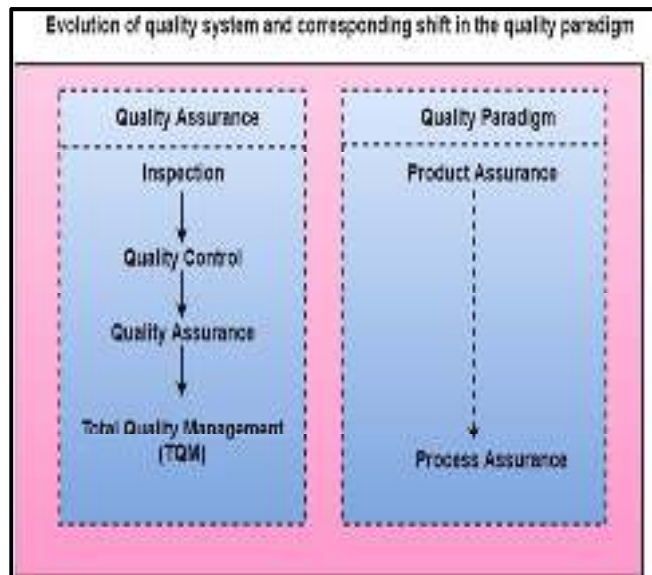 Evolution of quality system and corresponding shift in the quality paradigm
Quality Assurance
Inspection
Quality Control
Quality Assurance
Total Quality Management
(TQM)
Quality Paradigm
Product Assurance
Process Assurance